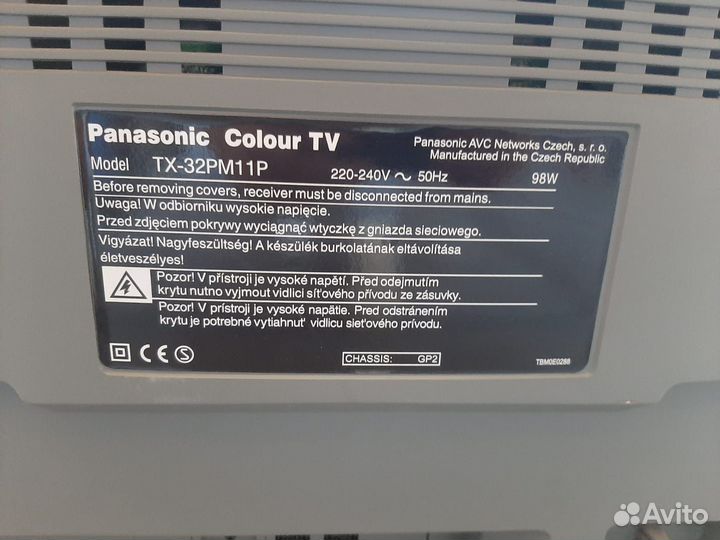 Panasonic Colour TV
Panasonic AVC Networks Czech, s. r. o.
Manufactured in the Czech Republic
Model TX-32PM11P 220-240V ~ 50Hz 98W
Before removing covers, receiver must be disconnected from mains.
Uwaga! W odbiorniku wysokie napięcie.
Przed zdjęciem pokrywy wyciągnąć wtyczkę z gniazda sieciowego.
Vigyázat! Nagyfeszültség! A készülék burkolatának eltávolítása
életveszélyes!
Pozor! V přístroji je vysoké napětí. Před odejmutím
krytu nutno vyjmout vidlici síťového přívodu ze zásuvky.
Pozor! V prístroji je vysoké napätie. Pred odstránením
krytu je potrebné vytiahnuť vidlicu sieťového prívodu.
CE S
CHASSIS: GP2
TBM0E0288
Avito